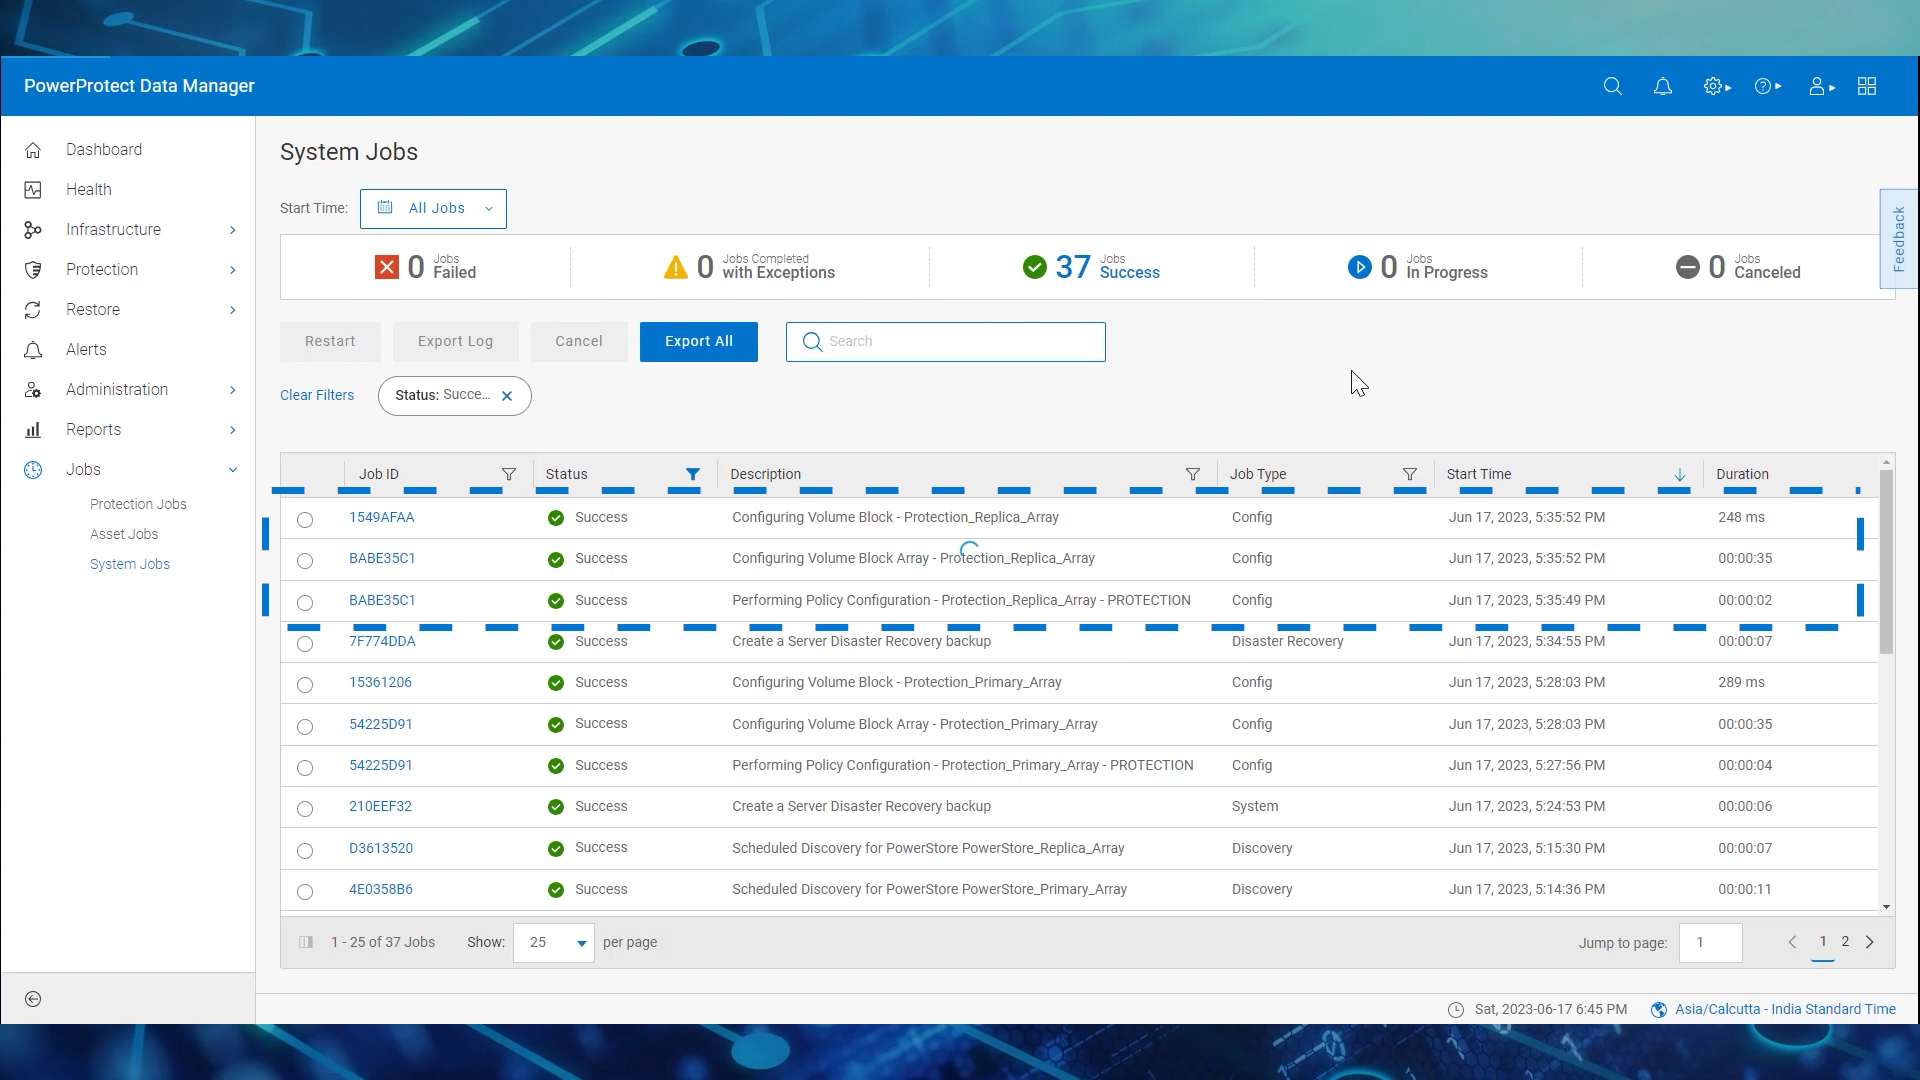 PowerProtect Data Manager
Dashboard
Health
Infrastructure
Protection
Restore
Alerts
Administration
Reports
Jobs
Protection Jobs
Asset Jobs
System Jobs
System Jobs
Start Time: All Jobs
0 Jobs Failed
0 Jobs Completed with Exceptions
37 Jobs Success
0 Jobs In Progress
0 Jobs Canceled
Feedback
Restart Export Log Cancel Export All Search
Clear Filters Status: Succe...
Job ID Status Description Job Type Start Time Duration
1549AFAA Success Configuring Volume Block - Protection_Replica_Array Config Jun 17, 2023, 5:35:52 PM 248 ms
BABE35C1 Success Configuring Volume Block Array - Protection_Replica_Array Config Jun 17, 2023, 5:35:52 PM 00:00:35
BABE35C1 Success Performing Policy Configuration - Protection_Replica_Array - PROTECTION Config Jun 17, 2023, 5:35:49 PM 00:00:02
7F774DDA Success Create a Server Disaster Recovery backup Disaster Recovery Jun 17, 2023, 5:34:55 PM 00:00:07
15361206 Success Configuring Volume Block - Protection_Primary_Array Config Jun 17, 2023, 5:28:03 PM 289 ms
54225D91 Success Configuring Volume Block Array - Protection_Primary_Array Config Jun 17, 2023, 5:28:03 PM 00:00:35
54225D91 Success Performing Policy Configuration - Protection_Primary_Array - PROTECTION Config Jun 17, 2023, 5:27:56 PM 00:00:04
210EEF32 Success Create a Server Disaster Recovery backup System Jun 17, 2023, 5:24:53 PM 00:00:06
D3613520 Success Scheduled Discovery for PowerStore PowerStore_Replica_Array Discovery Jun 17, 2023, 5:15:30 PM 00:00:07
4E0358B6 Success Scheduled Discovery for PowerStore PowerStore_Primary_Array Discovery Jun 17, 2023, 5:14:36 PM 00:00:11
1 - 25 of 37 Jobs Show: 25 per page Jump to page: 1 1 2
Sat, 2023-06-17 6:45 PM Asia/Calcutta - India Standard Time